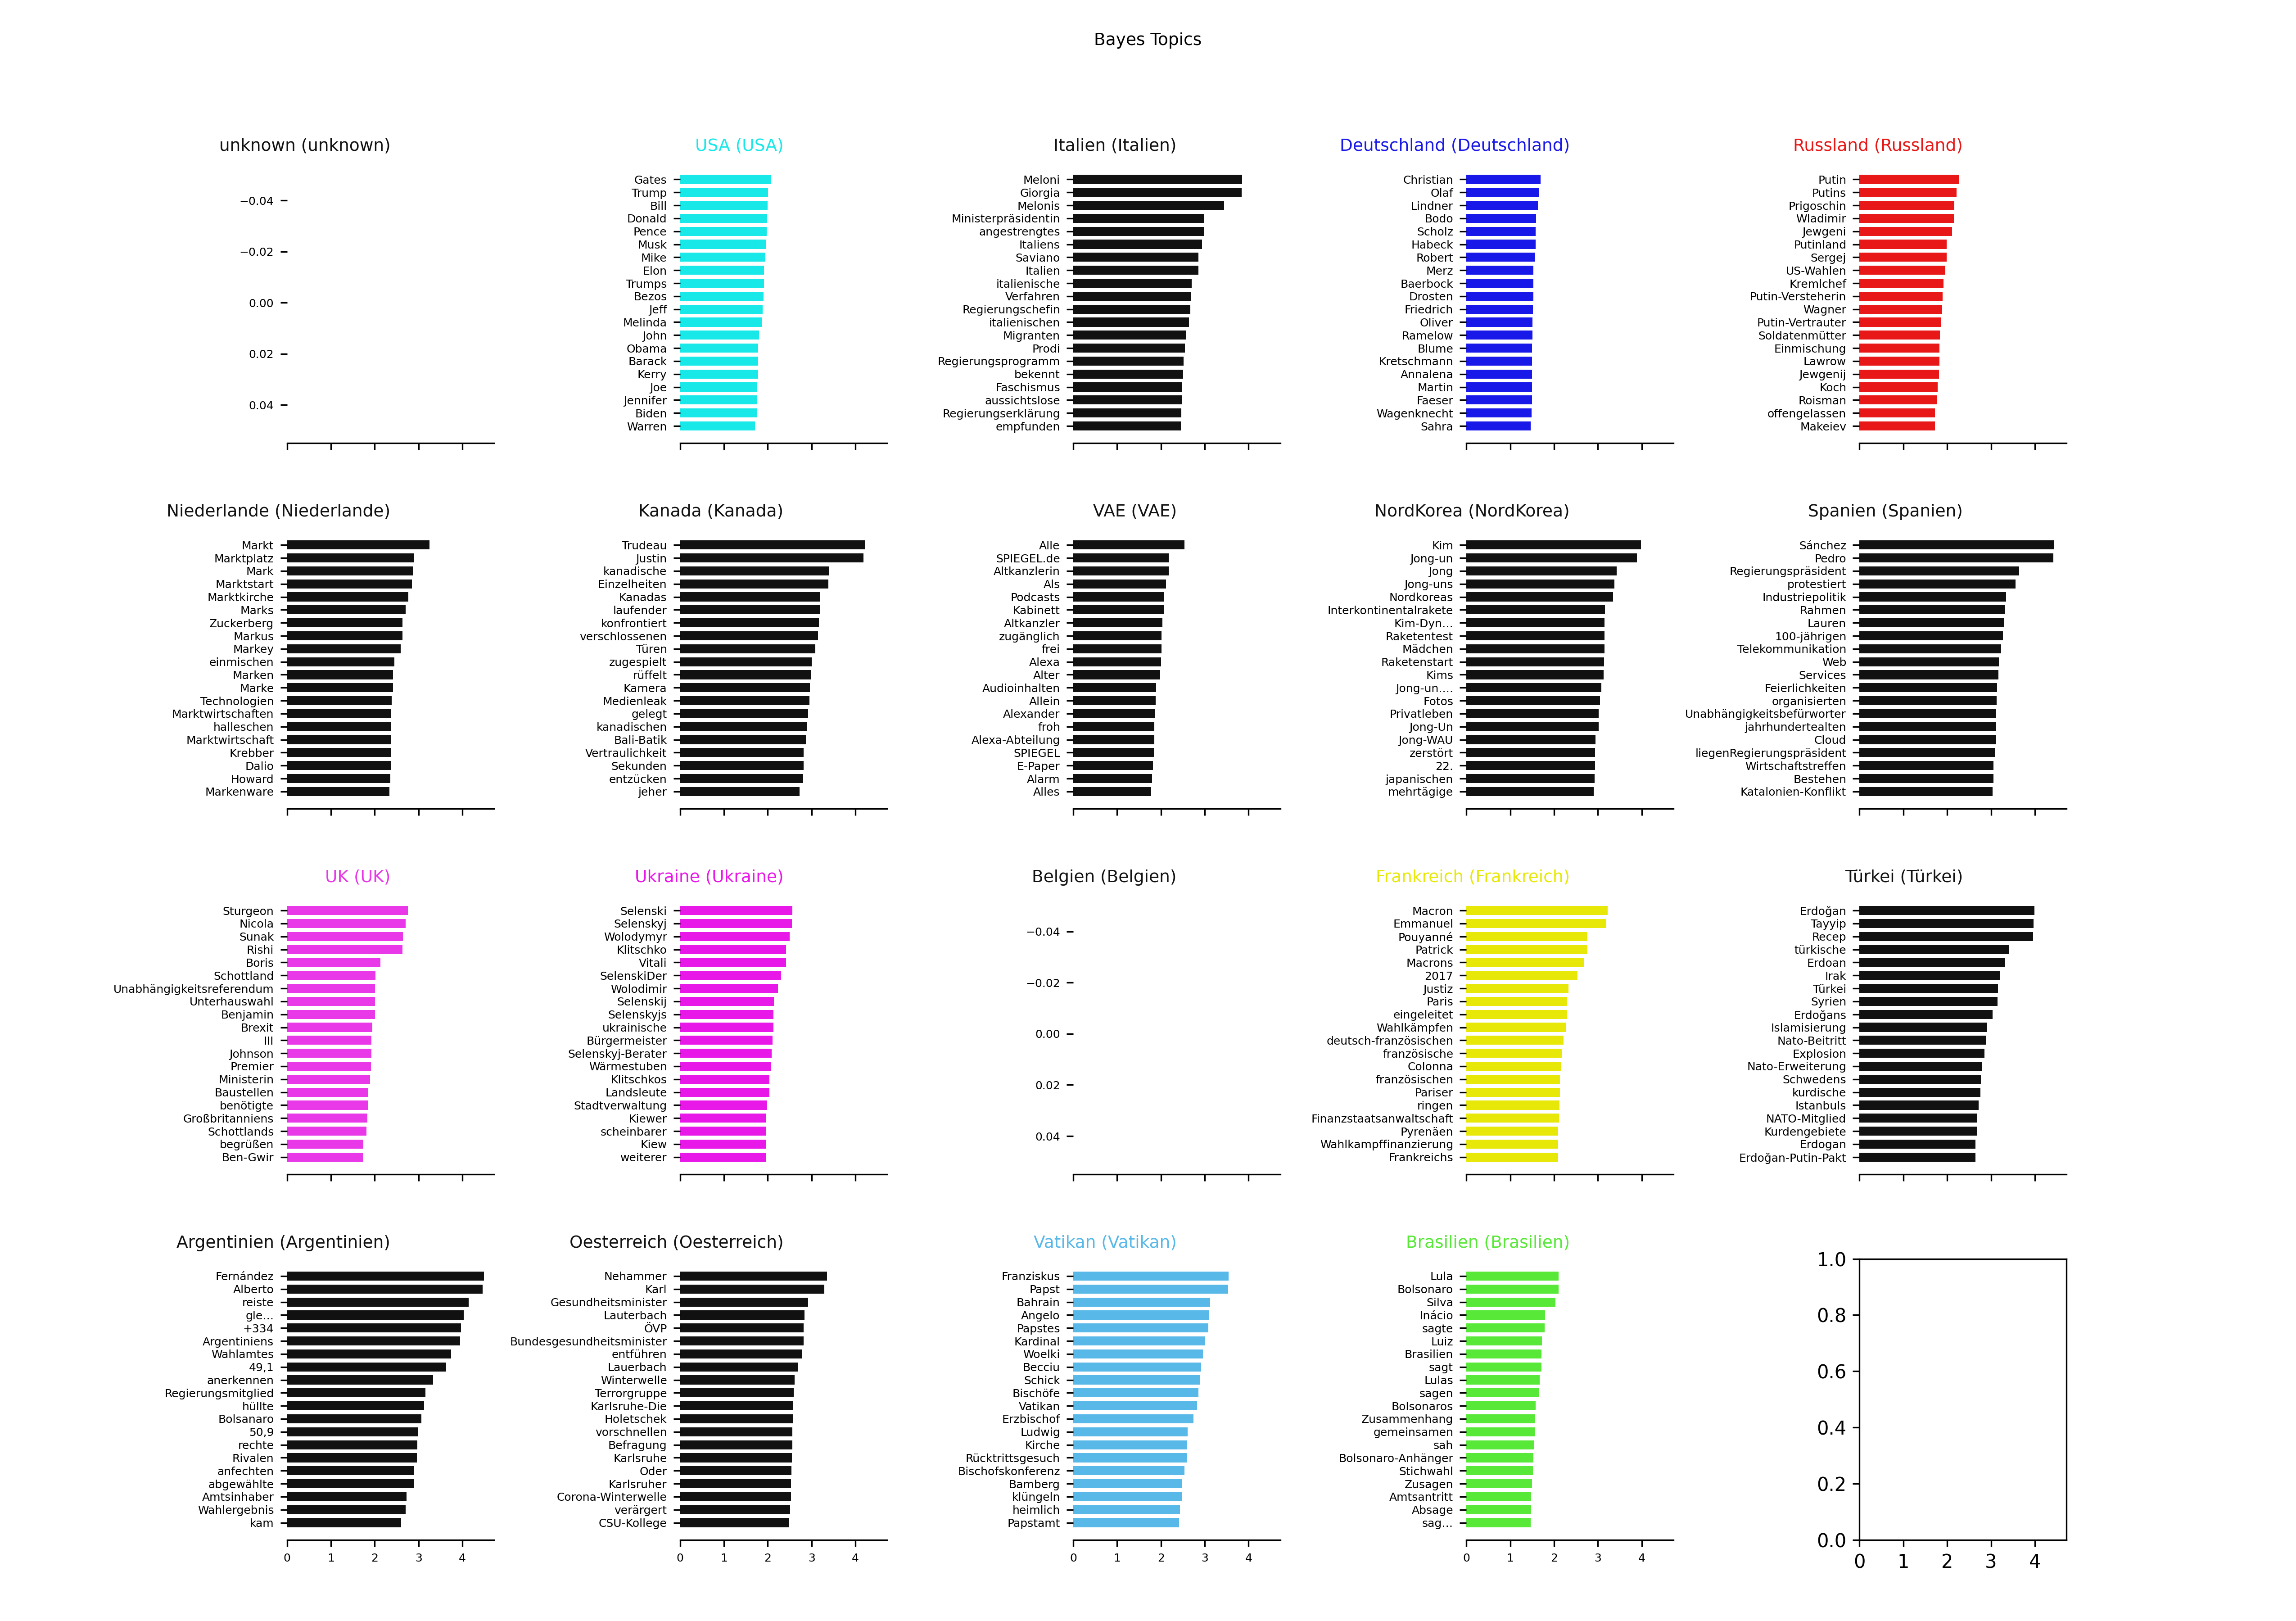 Bayes Topics
unknown (unknown)
−0.04
−0.02
0.00
0.02
0.04
USA (USA)
Gates
Trump
Bill
Donald
Pence
Musk
Mike
Elon
Trumps
Bezos
Jeff
Melinda
John
Obama
Barack
Kerry
Joe
Jennifer
Biden
Warren
Italien (Italien)
Meloni
Giorgia
Melonis
Ministerpräsidentin
angestrengtes
Italiens
Saviano
Italien
italienische
Verfahren
Regierungschefin
italienischen
Migranten
Prodi
Regierungsprogramm
bekennt
Faschismus
aussichtslose
Regierungserklärung
empfunden
Deutschland (Deutschland)
Christian
Olaf
Lindner
Bodo
Scholz
Habeck
Robert
Merz
Baerbock
Drosten
Friedrich
Oliver
Ramelow
Blume
Kretschmann
Annalena
Martin
Faeser
Wagenknecht
Sahra
Russland (Russland)
Putin
Putins
Prigoschin
Wladimir
Jewgeni
Putinland
Sergej
US-Wahlen
Kremlchef
Putin-Versteherin
Wagner
Putin-Vertrauter
Soldatenmütter
Einmischung
Lawrow
Jewgenij
Koch
Roisman
offengelassen
Makeiev
Niederlande (Niederlande)
Markt
Marktplatz
Mark
Marktstart
Marktkirche
Marks
Zuckerberg
Markus
Markey
einmischen
Marken
Marke
Technologien
Marktwirtschaften
halleschen
Marktwirtschaft
Krebber
Dalio
Howard
Markenware
Kanada (Kanada)
Trudeau
Justin
kanadische
Einzelheiten
Kanadas
laufender
konfrontiert
verschlossenen
Türen
zugespielt
rüffelt
Kamera
Medienleak
gelegt
kanadischen
Bali-Batik
Vertraulichkeit
Sekunden
entzücken
jeher
VAE (VAE)
Alle
SPIEGEL.de
Altkanzlerin
Als
Podcasts
Kabinett
Altkanzler
zugänglich
frei
Alexa
Alter
Audioinhalten
Allein
Alexander
froh
Alexa-Abteilung
SPIEGEL
E-Paper
Alarm
Alles
NordKorea (NordKorea)
Kim
Jong-un
Jong
Jong-uns
Nordkoreas
Interkontinentalrakete
Kim-Dyn...
Raketentest
Mädchen
Raketenstart
Kims
Jong-un....
Fotos
Privatleben
Jong-Un
Jong-WAU
zerstört
22.
japanischen
mehrtägige
Spanien (Spanien)
Sánchez
Pedro
Regierungspräsident
protestiert
Industriepolitik
Rahmen
Lauren
100-jährigen
Telekommunikation
Web
Services
Feierlichkeiten
organisierten
Unabhängigkeitsbefürworter
jahrhundertealten
Cloud
liegenRegierungspräsident
Wirtschaftstreffen
Bestehen
Katalonien-Konflikt
UK (UK)
Sturgeon
Nicola
Sunak
Rishi
Boris
Schottland
Unabhängigkeitsreferendum
Unterhauswahl
Benjamin
Brexit
III
Johnson
Premier
Ministerin
Baustellen
benötigte
Großbritanniens
Schottlands
begrüßen
Ben-Gwir
Ukraine (Ukraine)
Selenski
Selenskyj
Wolodymyr
Klitschko
Vitali
SelenskiDer
Wolodimir
Selenskij
Selenskyjs
ukrainische
Bürgermeister
Selenskyj-Berater
Wärmestuben
Klitschkos
Landsleute
Stadtverwaltung
Kiewer
scheinbarer
Kiew
weiterer
Belgien (Belgien)
−0.04
−0.02
0.00
0.02
0.04
Frankreich (Frankreich)
Macron
Emmanuel
Pouyanné
Patrick
Macrons
2017
Justiz
Paris
eingeleitet
Wahlkämpfen
deutsch-französischen
französische
Colonna
französischen
Pariser
ringen
Finanzstaatsanwaltschaft
Pyrenäen
Wahlkampffinanzierung
Frankreichs
Türkei (Türkei)
Erdoğan
Tayyip
Recep
türkische
Erdoan
Irak
Türkei
Syrien
Erdoğans
Islamisierung
Nato-Beitritt
Explosion
Nato-Erweiterung
Schwedens
kurdische
Istanbuls
NATO-Mitglied
Kurdengebiete
Erdogan
Erdoğan-Putin-Pakt
Argentinien (Argentinien)
Fernández
Alberto
reiste
gle...
+334
Argentiniens
Wahlamtes
49,1
anerkennen
Regierungsmitglied
hüllte
Bolsanaro
50,9
rechte
Rivalen
anfechten
abgewählte
Amtsinhaber
Wahlergebnis
kam
0 1 2 3 4
Oesterreich (Oesterreich)
Nehammer
Karl
Gesundheitsminister
Lauterbach
ÖVP
Bundesgesundheitsminister
entführen
Lauerbach
Winterwelle
Terrorgruppe
Karlsruhe-Die
Holetschek
vorschnellen
Befragung
Karlsruhe
Oder
Karlsruher
Corona-Winterwelle
verärgert
CSU-Kollege
0 1 2 3 4
Vatikan (Vatikan)
Franziskus
Papst
Bahrain
Angelo
Papstes
Kardinal
Woelki
Becciu
Schick
Bischöfe
Vatikan
Erzbischof
Ludwig
Kirche
Rücktrittsgesuch
Bischofskonferenz
Bamberg
klüngeln
heimlich
Papstamt
0 1 2 3 4
Brasilien (Brasilien)
Lula
Bolsonaro
Silva
Inácio
sagte
Luiz
Brasilien
sagt
Lulas
sagen
Bolsonaros
Zusammenhang
gemeinsamen
sah
Bolsonaro-Anhänger
Stichwahl
Zusagen
Amtsantritt
Absage
sag...
0 1 2 3 4
1.0
0.8
0.6
0.4
0.2
0.0
0 1 2 3 4